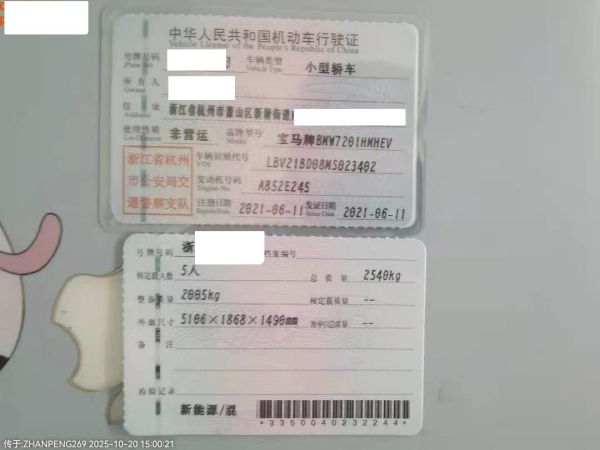 中华人民共和国机动车行驶证
Vehicle License of the People's Republic of China
号牌号码 3 车辆类型 小型轿车
Plate No. Vehicle Type
所有人
Owner
住址 浙江省杭州市萧山区新塘街道
Address
使用性质 非营运 品牌型号 宝马牌BMW7201HMHEV
Use Character Model
浙江省杭州
市公安局交
通警察支队
车辆识别代号 LBV21BD08MS023402
VIN
发动机号码 A852E245
Engine No.
注册日期 2021-06-11 发证日期 2021-06-11
Register Date Issue Date
号牌号码 浙 档案编号
核定载人数 5人 总质量 2540kg
整备质量 2005kg 核定载质量 --
外廓尺寸 5106×1868×1490mm 准牵引总质量 --
备注
检验记录
新能源/混
*3350040232244*
传于:ZHANPENG269 2025-10-20 15:00:21